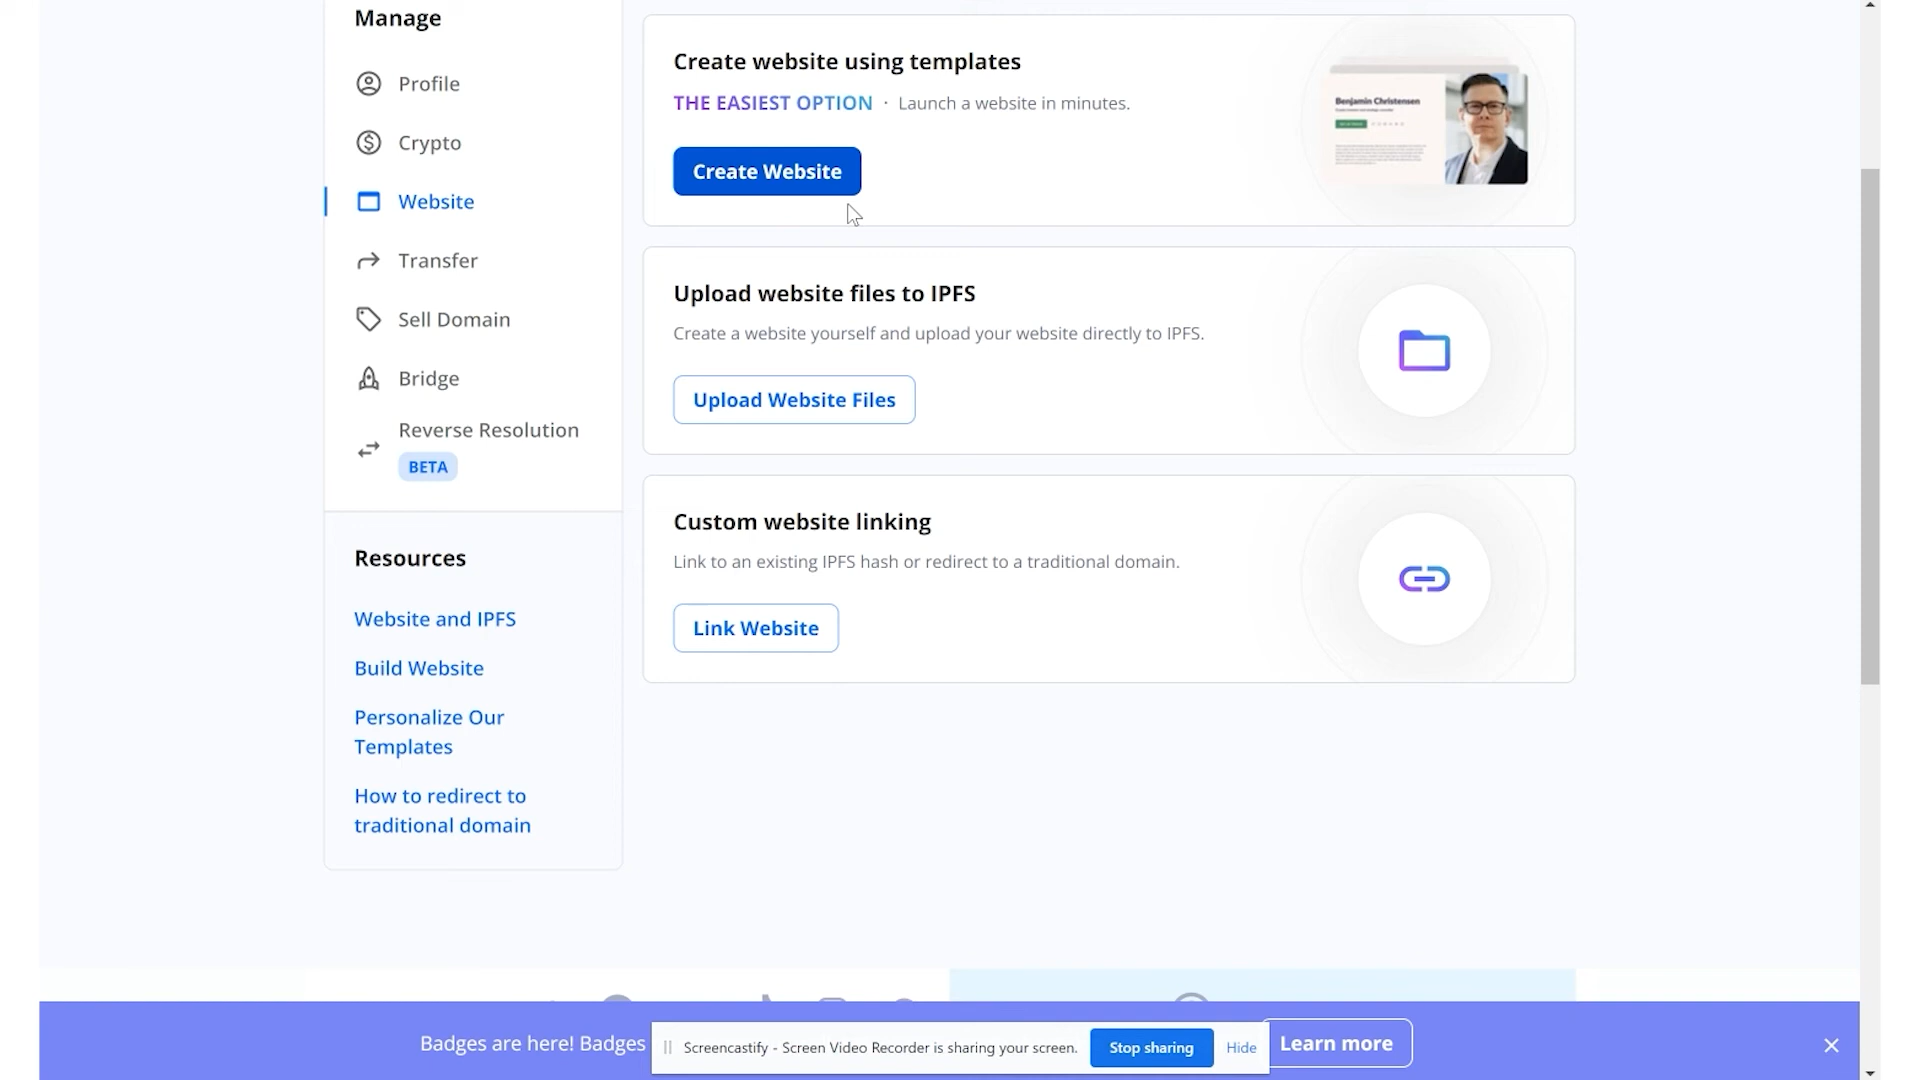 Manage
Profile
Crypto
Website
Transfer
Sell Domain
Bridge
Reverse Resolution
BETA
Resources
Website and IPFS
Build Website
Personalize Our
Templates
How to redirect to
traditional domain
Create website using templates
THE EASIEST OPTION · Launch a website in minutes.
Create Website
Benjamin Christensen
Upload website files to IPFS
Create a website yourself and upload your website directly to IPFS.
Upload Website Files
Custom website linking
Link to an existing IPFS hash or redirect to a traditional domain.
Link Website
Badges are here! Badges
Screencastify - Screen Video Recorder is sharing your screen.
Stop sharing
Hide
Learn more